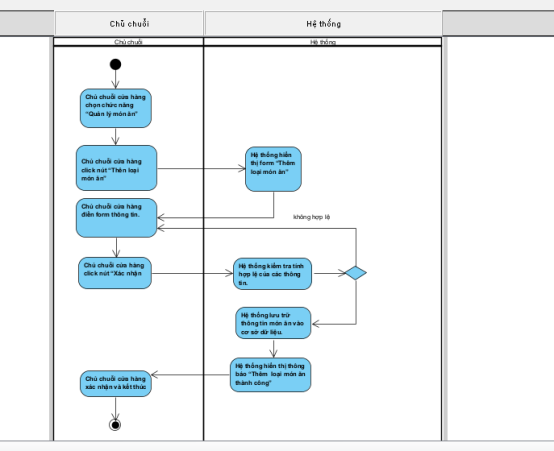 Chủ chuỗi
Hệ thống
Chủ chuỗi
Hệ thống
Chủ chuỗi cửa hàng
chọn chức năng
“Quản lý món ăn”
Chủ chuỗi cửa hàng
click nút “Thên loại
món ăn”
Hệ thống hiển
thị form “Thêm
loại món ăn”
Chủ chuỗi cửa hàng
điền form thông tin.
không hợp lệ
Chủ chuỗi cửa hàng
click nút “Xác nhận
Hệ thống kiểm tra tính
hợp lệ của các thông
tin.
Hệ thống lưu trữ
thông tin món ăn vào
cơ sở dữ liệu.
Hệ thống hiển thị thông
báo “Thêm loại món ăn
thành công”
Chủ chuỗi cửa hàng
xác nhận và kết thúc